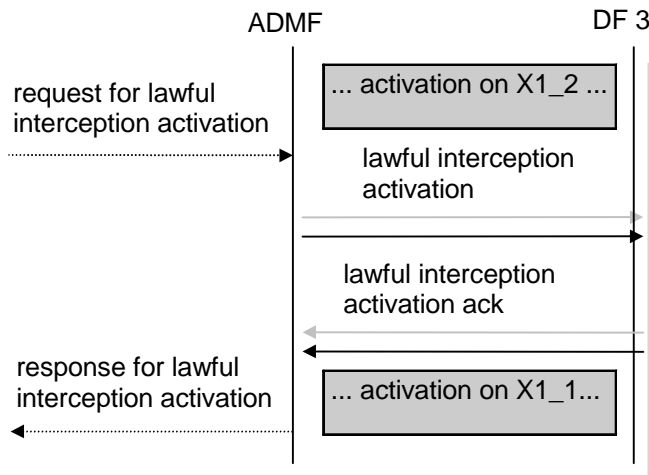 ADMF
DF 3
request for lawful
interception activation
... activation on X1_2 ...
lawful interception
activation
lawful interception
activation ack
response for lawful
interception activation
... activation on X1_1...